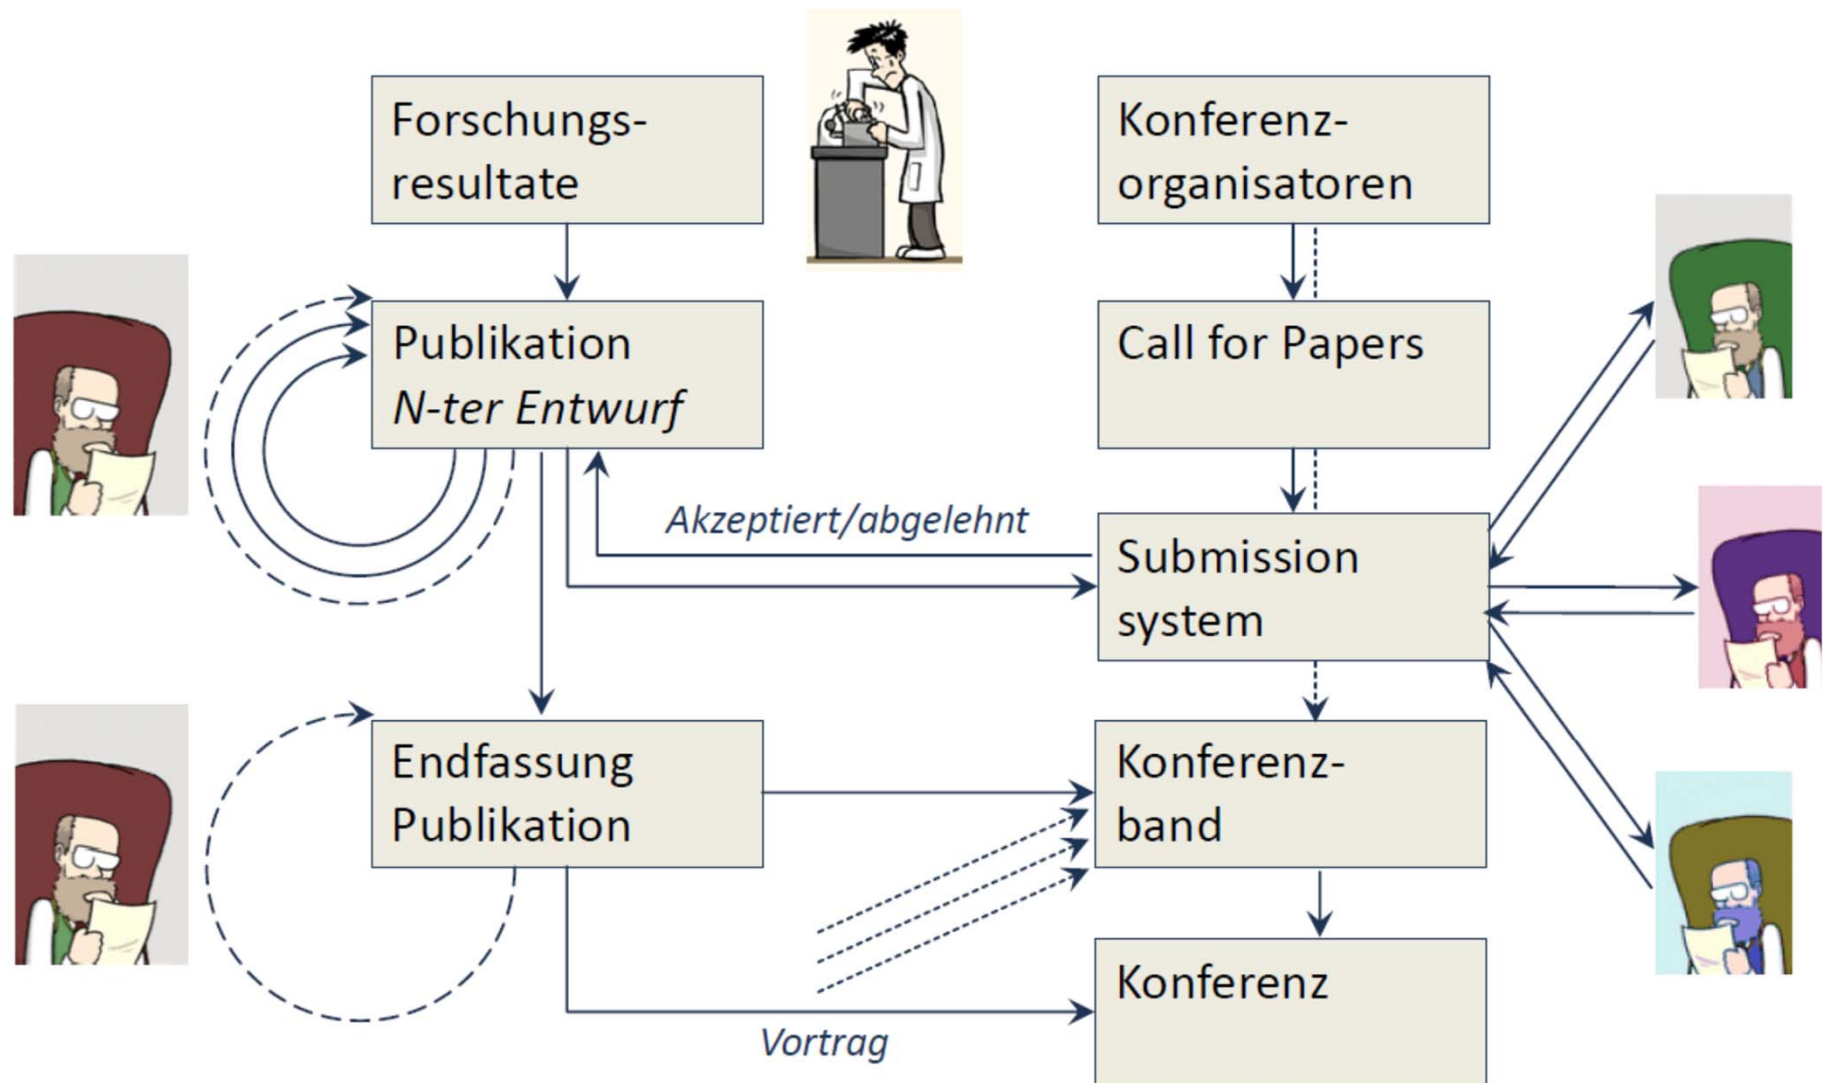 Forschungs-
resultate
Konferenz-
organisatoren
Publikation
N-ter Entwurf
Call for Papers
Akzeptiert/abgelehnt
Submission
system
Endfassung
Publikation
Konferenz-
band
Konferenz
Vortrag